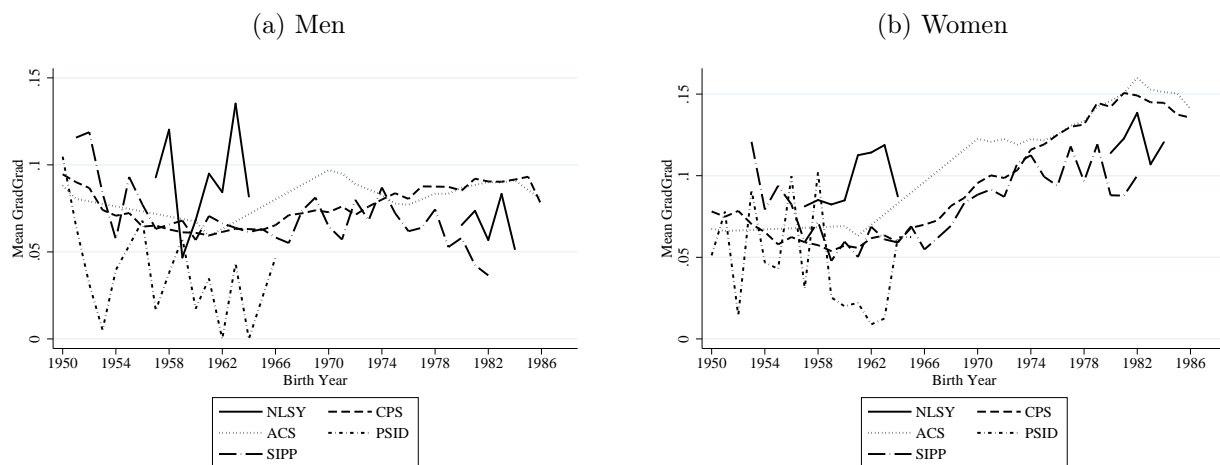 (a) Men
.15
.1
.05
0
Mean GradGrad
1950 1954 1958 1962 1966 1970 1974 1978 1982 1986
Birth Year
NLSY CPS
ACS PSID
SIPP
(b) Women
.15
.1
.05
0
Mean GradGrad
1950 1954 1958 1962 1966 1970 1974 1978 1982 1986
Birth Year
NLSY CPS
ACS PSID
SIPP